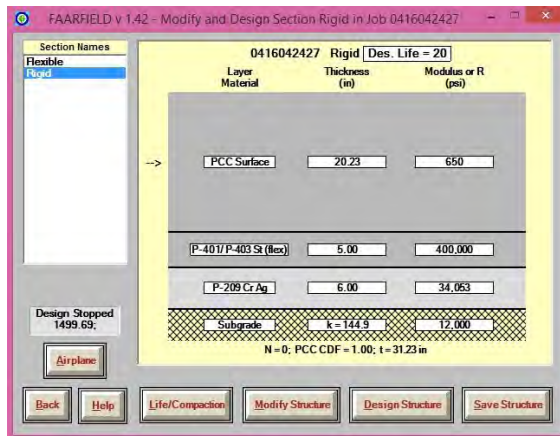 FAARFIELD v 1.42 - Modify and Design Section Rigid in Job 0416042427
Section Names
Flexible
Rigid
0416042427 Rigid Des. Life = 20
Layer Material Thickness (in) Modulus or R (psi)
--> PCC Surface 20.23 650
P-401/ P-403 St (flex) 5.00 400,000
P-209 Cr Ag 6.00 34,053
Subgrade k = 144.9 12,000
N = 0; PCC CDF = 1.00; t = 31.23 in
Design Stopped
1499.69;
Airplane
Back Help Life/Compaction Modify Structure Design Structure Save Structure